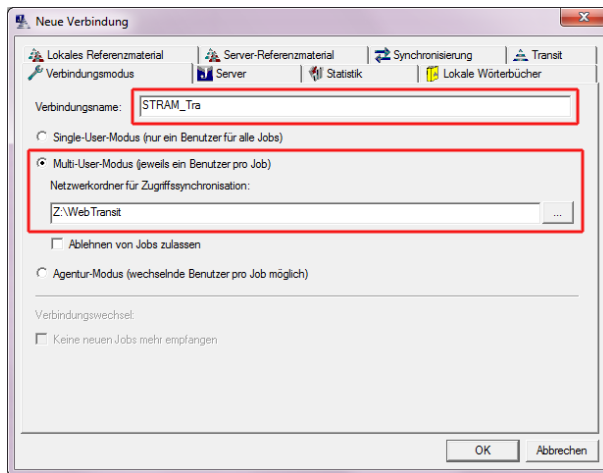 Neue Verbindung
Lokales Referenzmaterial Server-Referenzmaterial Synchronisierung Transit
Verbindungsmodus Server Statistik Lokale Wörterbücher
Verbindungsname: STRAM_Tra
Single-User-Modus (nur ein Benutzer für alle Jobs)
Multi-User-Modus (jeweils ein Benutzer pro Job)
Netzwerkordner für Zugriffssynchronisation:
Z:\WebTransit ...
Ablehnen von Jobs zulassen
Agentur-Modus (wechselnde Benutzer pro Job möglich)
Verbindungswechsel:
Keine neuen Jobs mehr empfangen
OK Abbrechen